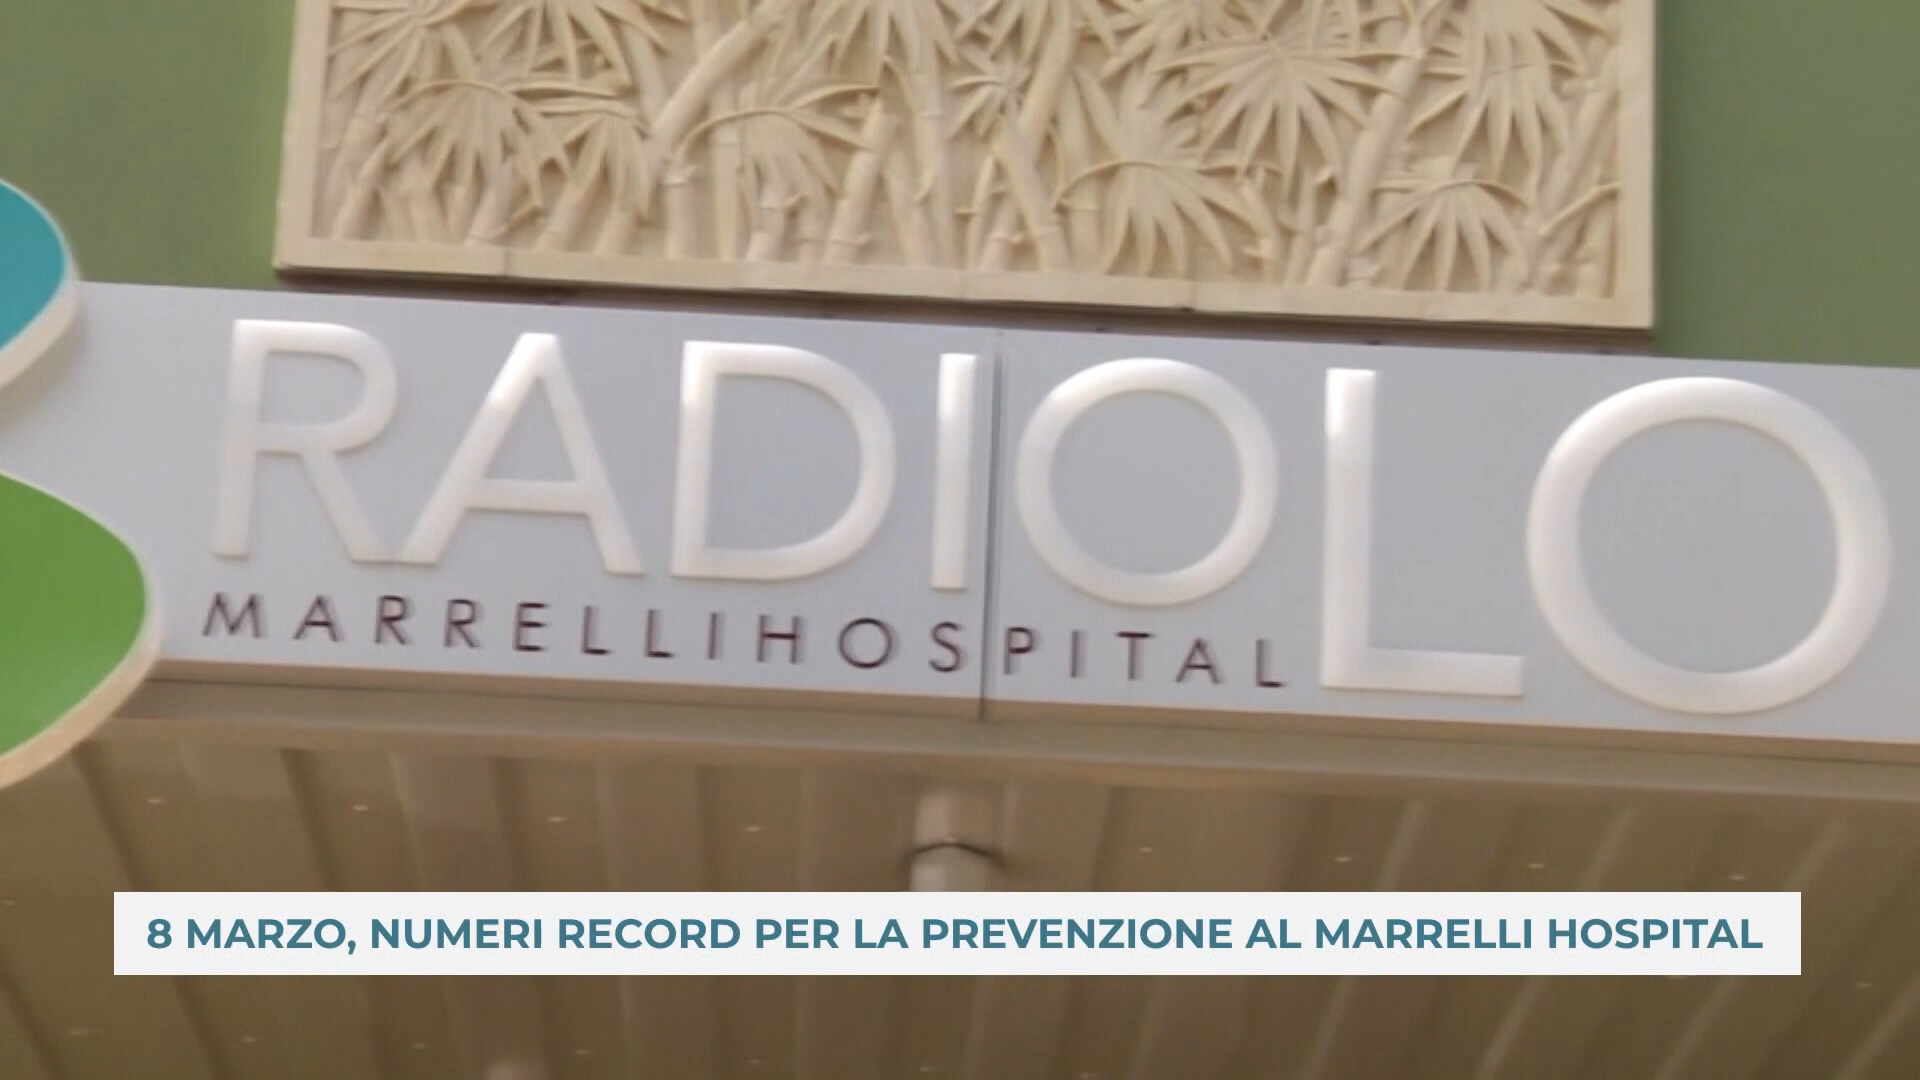 RADIOLO
MARRELLIHOSPITAL
8 MARZO, NUMERI RECORD PER LA PREVENZIONE AL MARRELLI HOSPITAL